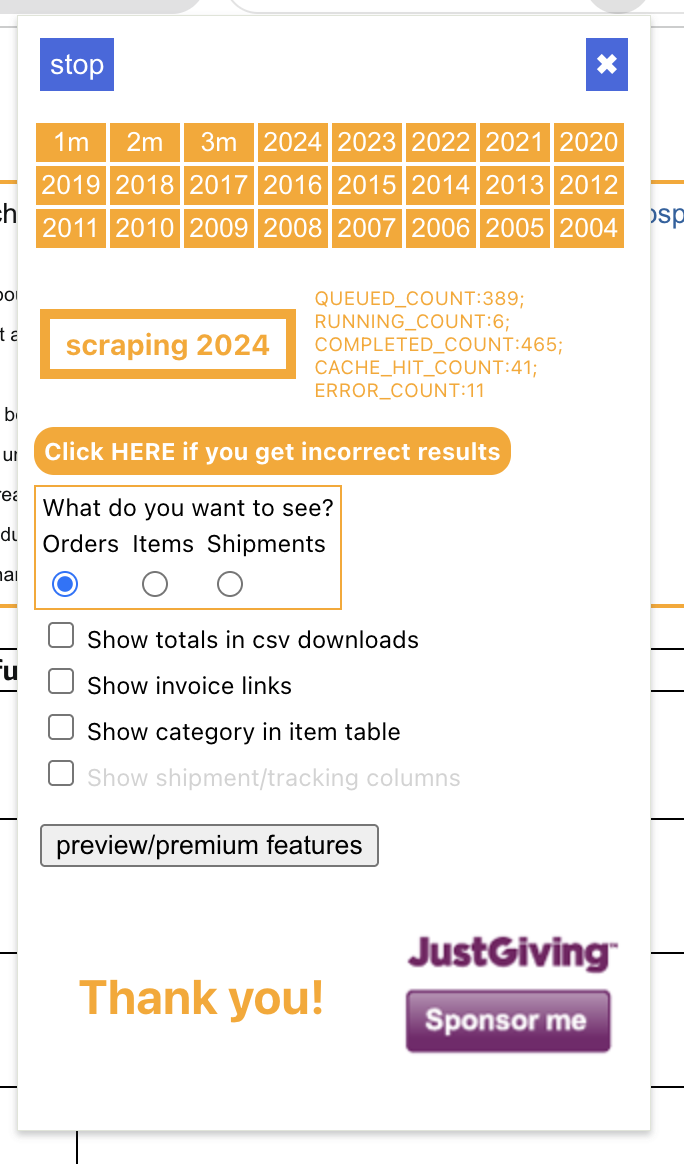 stop ✖
1m 2m 3m 2024 2023 2022 2021 2020
2019 2018 2017 2016 2015 2014 2013 2012
2011 2010 2009 2008 2007 2006 2005 2004
QUEUED_COUNT:389;
RUNNING_COUNT:6;
scraping 2024
COMPLETED_COUNT:465;
CACHE_HIT_COUNT:41;
ERROR_COUNT:11
Click HERE if you get incorrect results
What do you want to see?
Orders Items Shipments
Show totals in csv downloads
Show invoice links
Show category in item table
Show shipment/tracking columns
preview/premium features
JustGiving™
Thank you!
Sponsor me